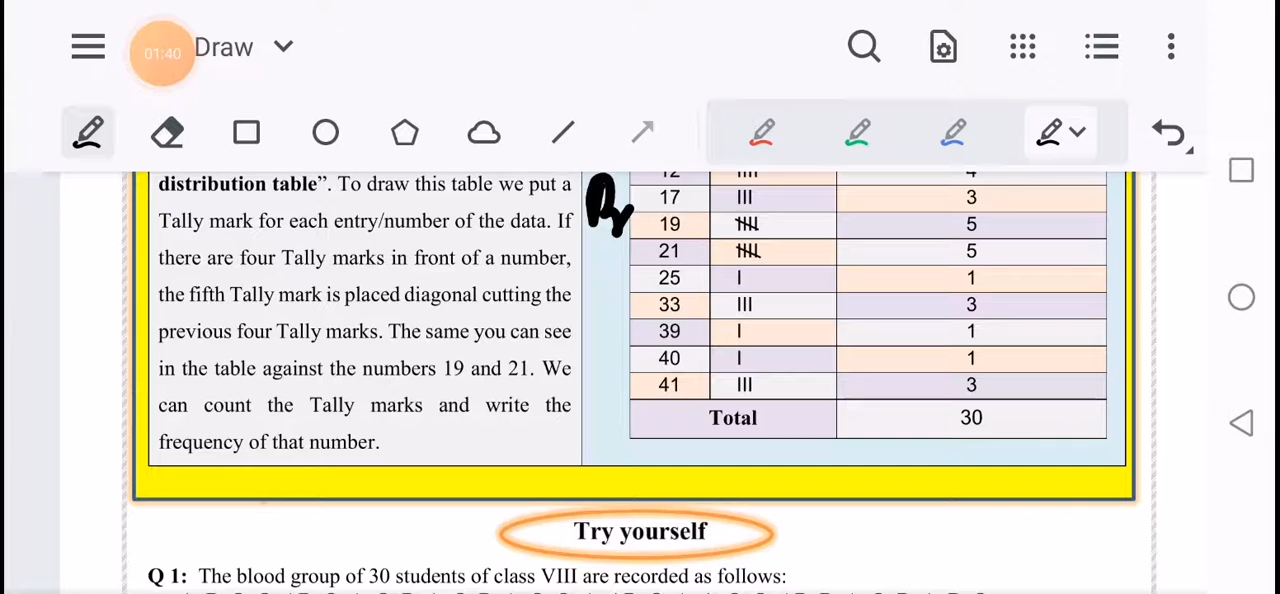 01:40 Draw
distribution table”. To draw this table we put a
Tally mark for each entry/number of the data. If
there are four Tally marks in front of a number,
the fifth Tally mark is placed diagonal cutting the
previous four Tally marks. The same you can see
in the table against the numbers 19 and 21. We
can count the Tally marks and write the
frequency of that number.
12 IIII 4
17 III 3
19 𝍸 5
21 𝍸 5
25 I 1
33 III 3
39 I 1
40 I 1
41 III 3
Total 30
Try yourself
Q 1: The blood group of 30 students of class VIII are recorded as follows: